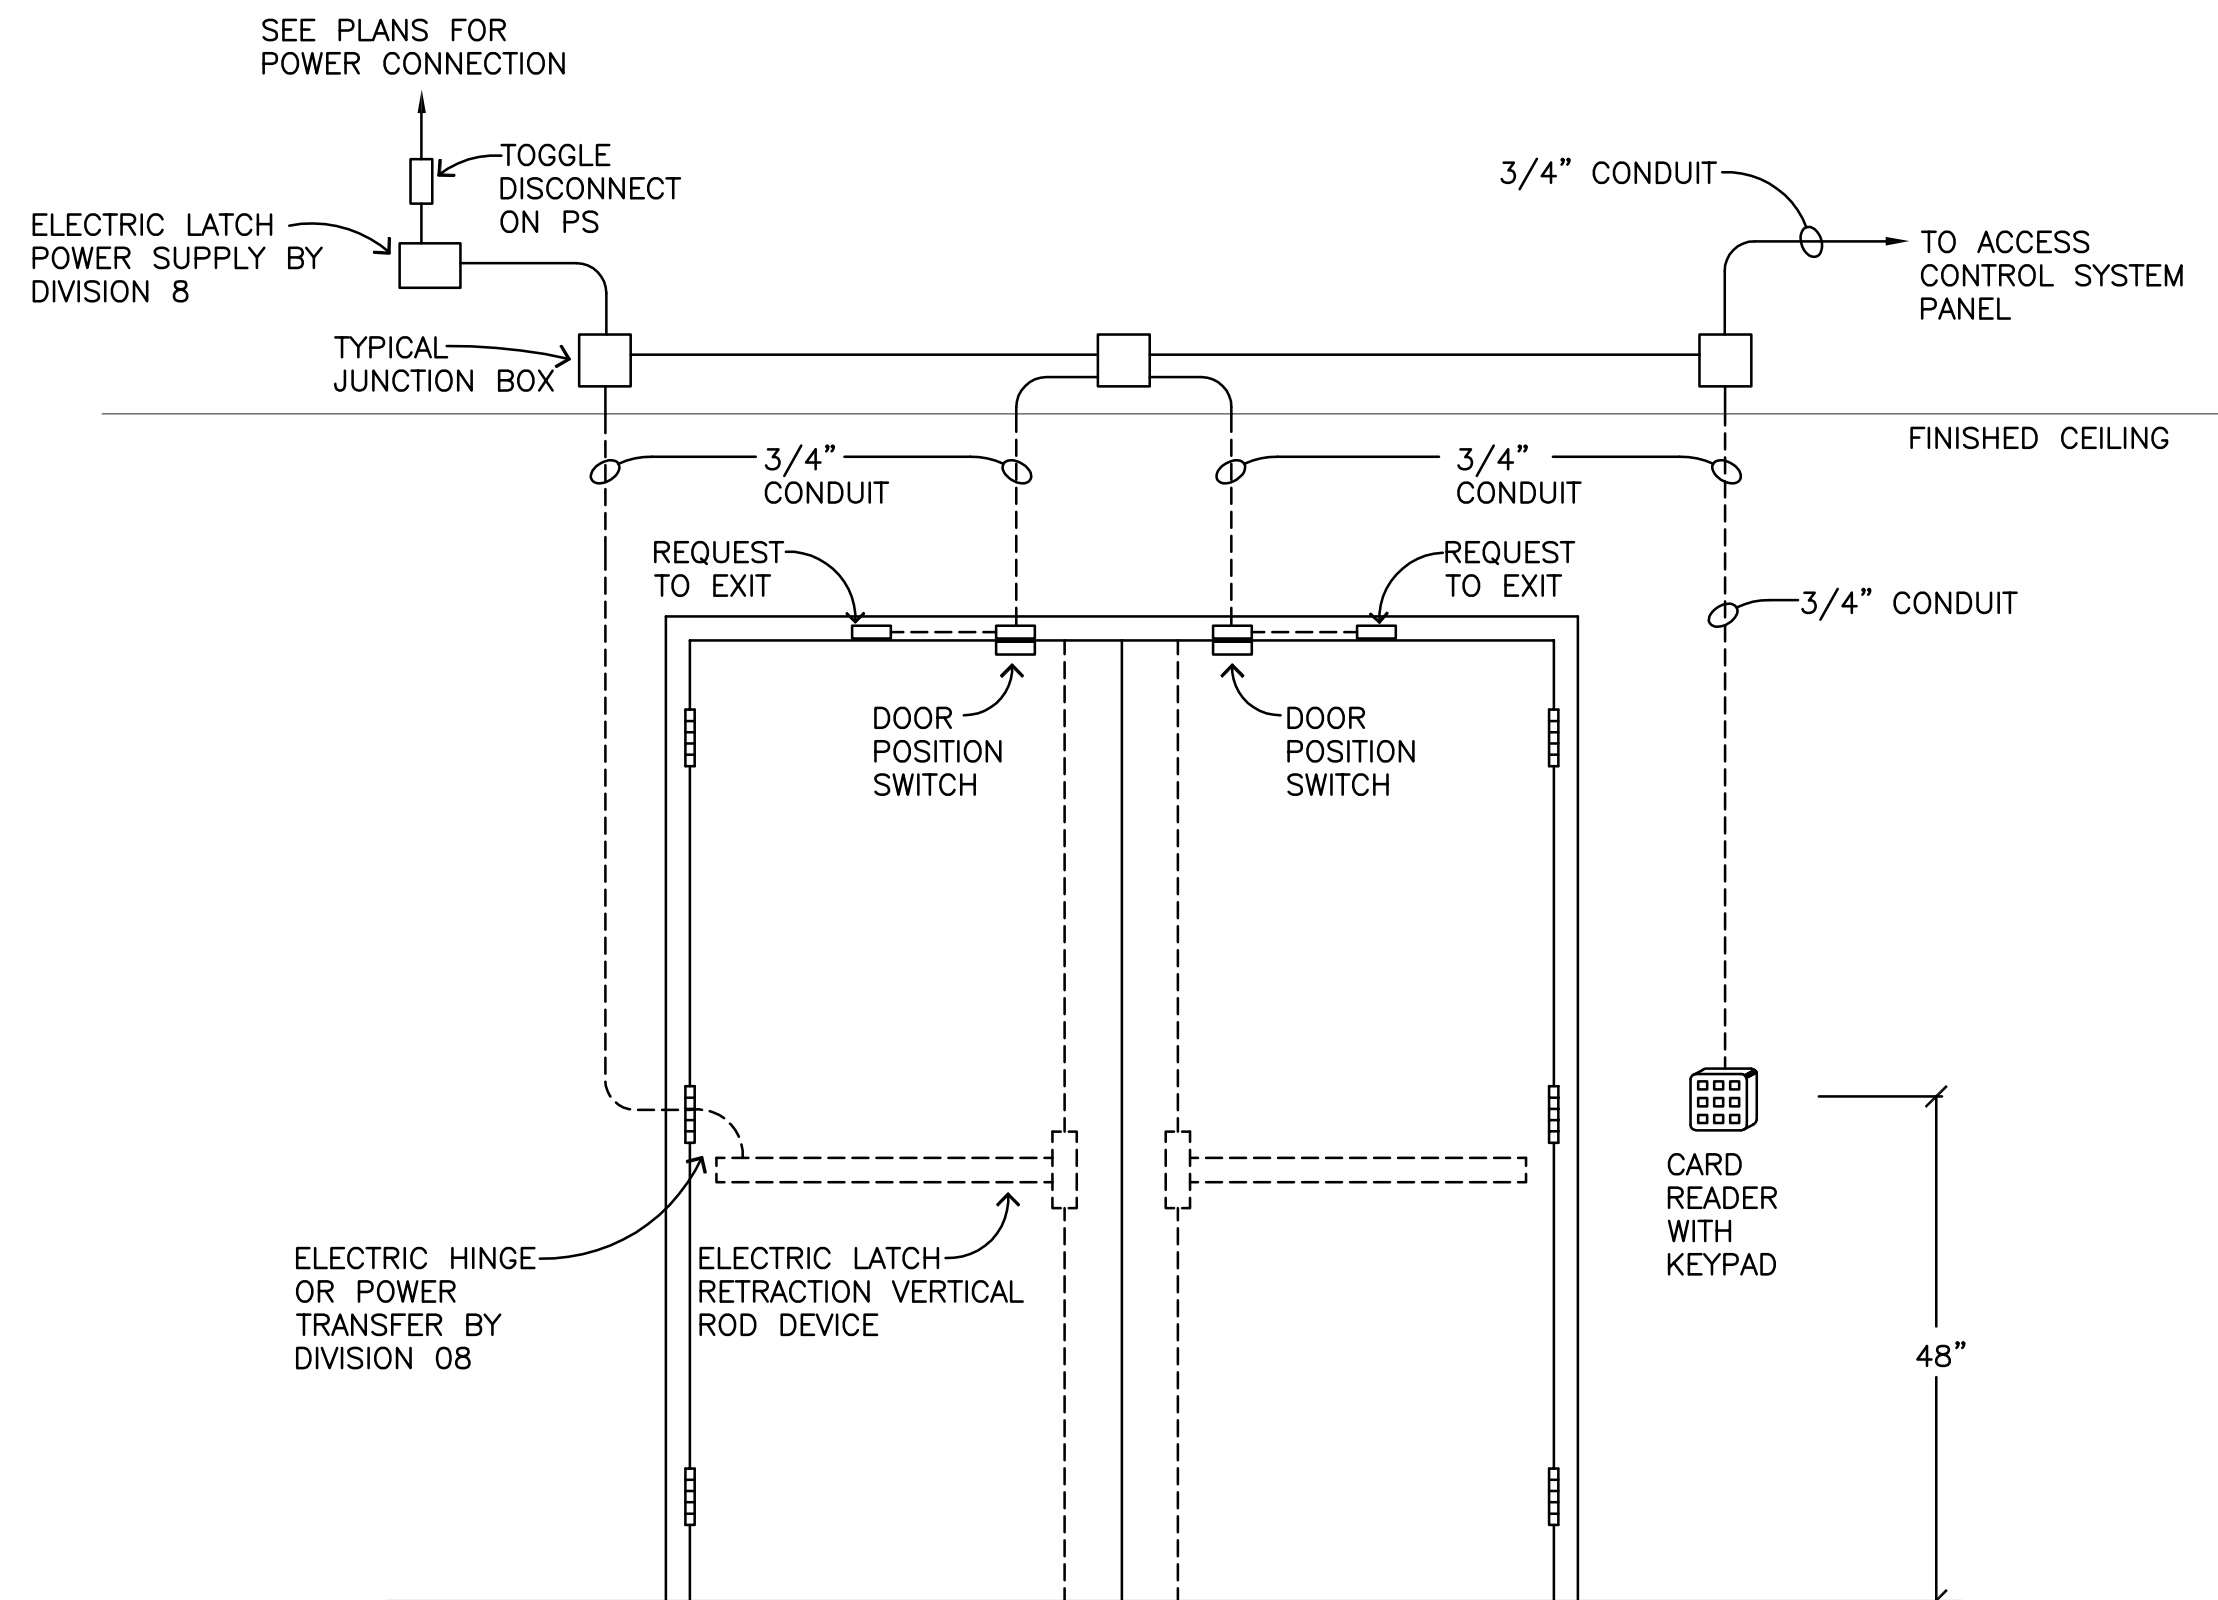 SEE PLANS FOR
POWER CONNECTION
TOGGLE
DISCONNECT
ON PS
ELECTRIC LATCH
POWER SUPPLY BY
DIVISION 8
TYPICAL
JUNCTION BOX
3/4” CONDUIT
TO ACCESS
CONTROL SYSTEM
PANEL
FINISHED CEILING
3/4”
CONDUIT
3/4”
CONDUIT
REQUEST
TO EXIT
REQUEST
TO EXIT
3/4” CONDUIT
DOOR
POSITION
SWITCH
DOOR
POSITION
SWITCH
CARD
READER
WITH
KEYPAD
ELECTRIC HINGE
OR POWER
TRANSFER BY
DIVISION 08
ELECTRIC LATCH
RETRACTION VERTICAL
ROD DEVICE
48”